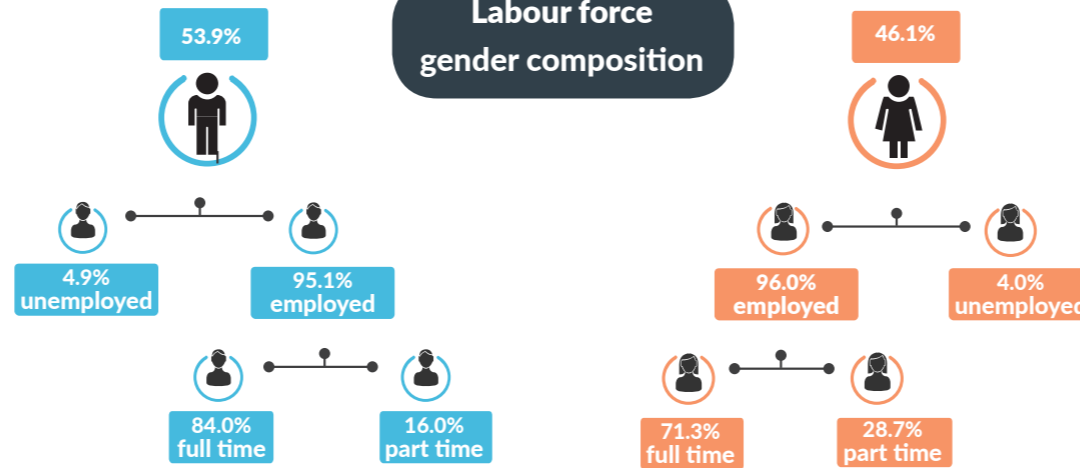 Labour force
gender composition
53.9%
46.1%
4.9%
unemployed
95.1%
employed
96.0%
employed
4.0%
unemployed
84.0%
full time
16.0%
part time
71.3%
full time
28.7%
part time